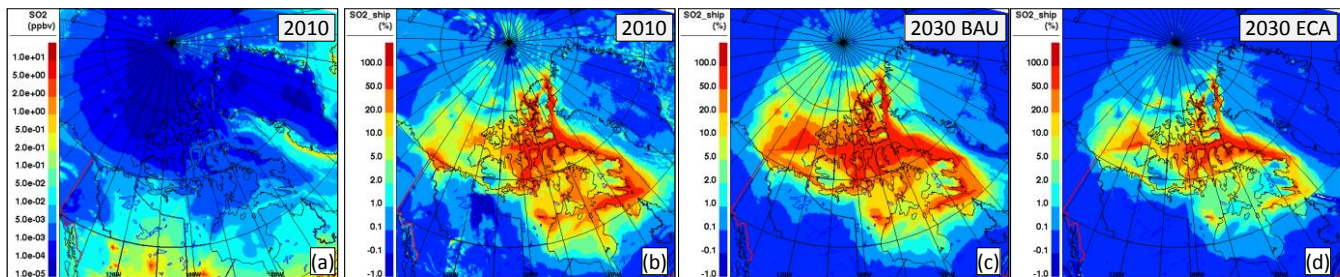 SO2
(ppbv)
2010
1.0e+01
5.0e+00
2.0e+00
1.0e+00
5.0e-01
2.0e-01
1.0e-01
5.0e-02
2.0e-02
1.0e-02
5.0e-03
1.0e-03
1.0e-04
1.0e-05
120W
(a)
SO2_ship
(%)
2010
100.0
50.0
20.0
10.0
5.0
2.0
1.0
0.1
-0.1
-1.0
(b)
SO2_ship
(%)
2030 BAU
100.0
50.0
20.0
10.0
5.0
2.0
1.0
0.1
-0.1
-1.0
(c)
SO2_ship
(%)
2030 ECA
100.0
50.0
20.0
10.0
5.0
2.0
1.0
0.1
-0.1
-1.0
(d)